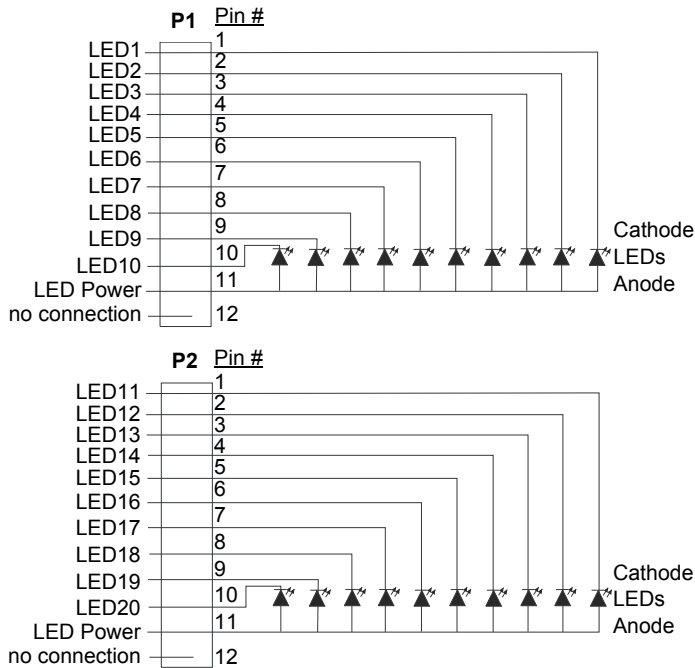 P1 Pin #
LED1 1
LED2 2
LED3 3
LED4 4
LED5 5
LED6 6
LED7 7
LED8 8
LED9 9
LED10 10
LED Power 11
no connection 12
Cathode
LEDs
Anode
P2 Pin #
LED11 1
LED12 2
LED13 3
LED14 4
LED15 5
LED16 6
LED17 7
LED18 8
LED19 9
LED20 10
LED Power 11
no connection 12
Cathode
LEDs
Anode